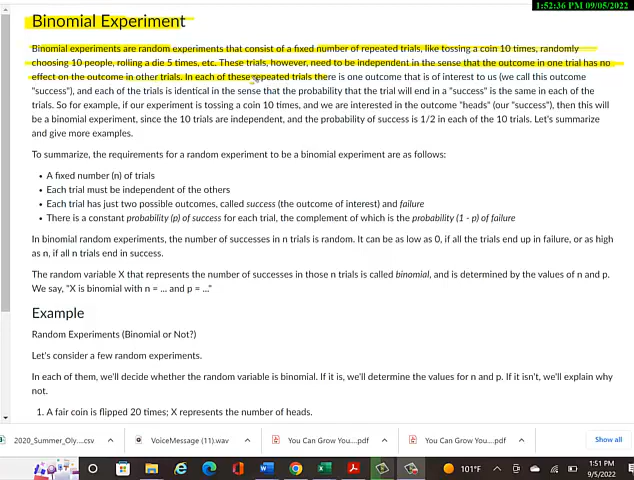 1:52:36 PM 09/05/2022
Binomial Experiment
Binomial experiments are random experiments that consist of a fixed number of repeated trials, like tossing a coin 10 times, randomly
choosing 10 people, rolling a die 5 times, etc. These trials, however, need to be independent in the sense that the outcome in one trial has no
effect on the outcome in other trials. In each of these repeated trials there is one outcome that is of interest to us (we call this outcome
"success"), and each of the trials is identical in the sense that the probability that the trial will end in a "success" is the same in each of the
trials. So for example, if our experiment is tossing a coin 10 times, and we are interested in the outcome "heads" (our "success"), then this will
be a binomial experiment, since the 10 trials are independent, and the probability of success is 1/2 in each of the 10 trials. Let's summarize
and give more examples.
To summarize, the requirements for a random experiment to be a binomial experiment are as follows:
• A fixed number (n) of trials
• Each trial must be independent of the others
• Each trial has just two possible outcomes, called success (the outcome of interest) and failure
• There is a constant probability (p) of success for each trial, the complement of which is the probability (1 - p) of failure
In binomial random experiments, the number of successes in n trials is random. It can be as low as 0, if all the trials end up in failure, or as high
as n, if all n trials end in success.
The random variable X that represents the number of successes in those n trials is called binomial, and is determined by the values of n and p.
We say, "X is binomial with n = ... and p = ..."
Example
Random Experiments (Binomial or Not?)
Let's consider a few random experiments.
In each of them, we'll decide whether the random variable is binomial. If it is, we'll determine the values for n and p. If it isn't, we'll explain why
not.
1. A fair coin is flipped 20 times; X represents the number of heads.
2020_Summer_Oly....csv
VoiceMessage (11).wav
You Can Grow You....pdf
You Can Grow You....pdf
Show all
101°F
1:51 PM
9/5/2022